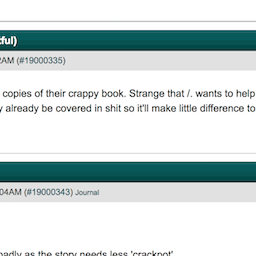 ful)
2AM (#19000335)
copies of their crappy book. Strange that /. wants to help
already be covered in shit so it'll make little difference to
04AM (#19000343) Journal
badly as the story needs less 'crackpot'